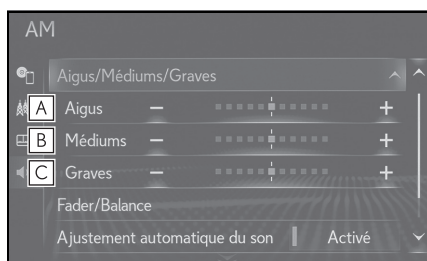 AM
Aigus/Médiums/Graves
A Aigus − +
B Médiums − +
C Graves − +
Fader/Balance
Ajustement automatique du son Activé